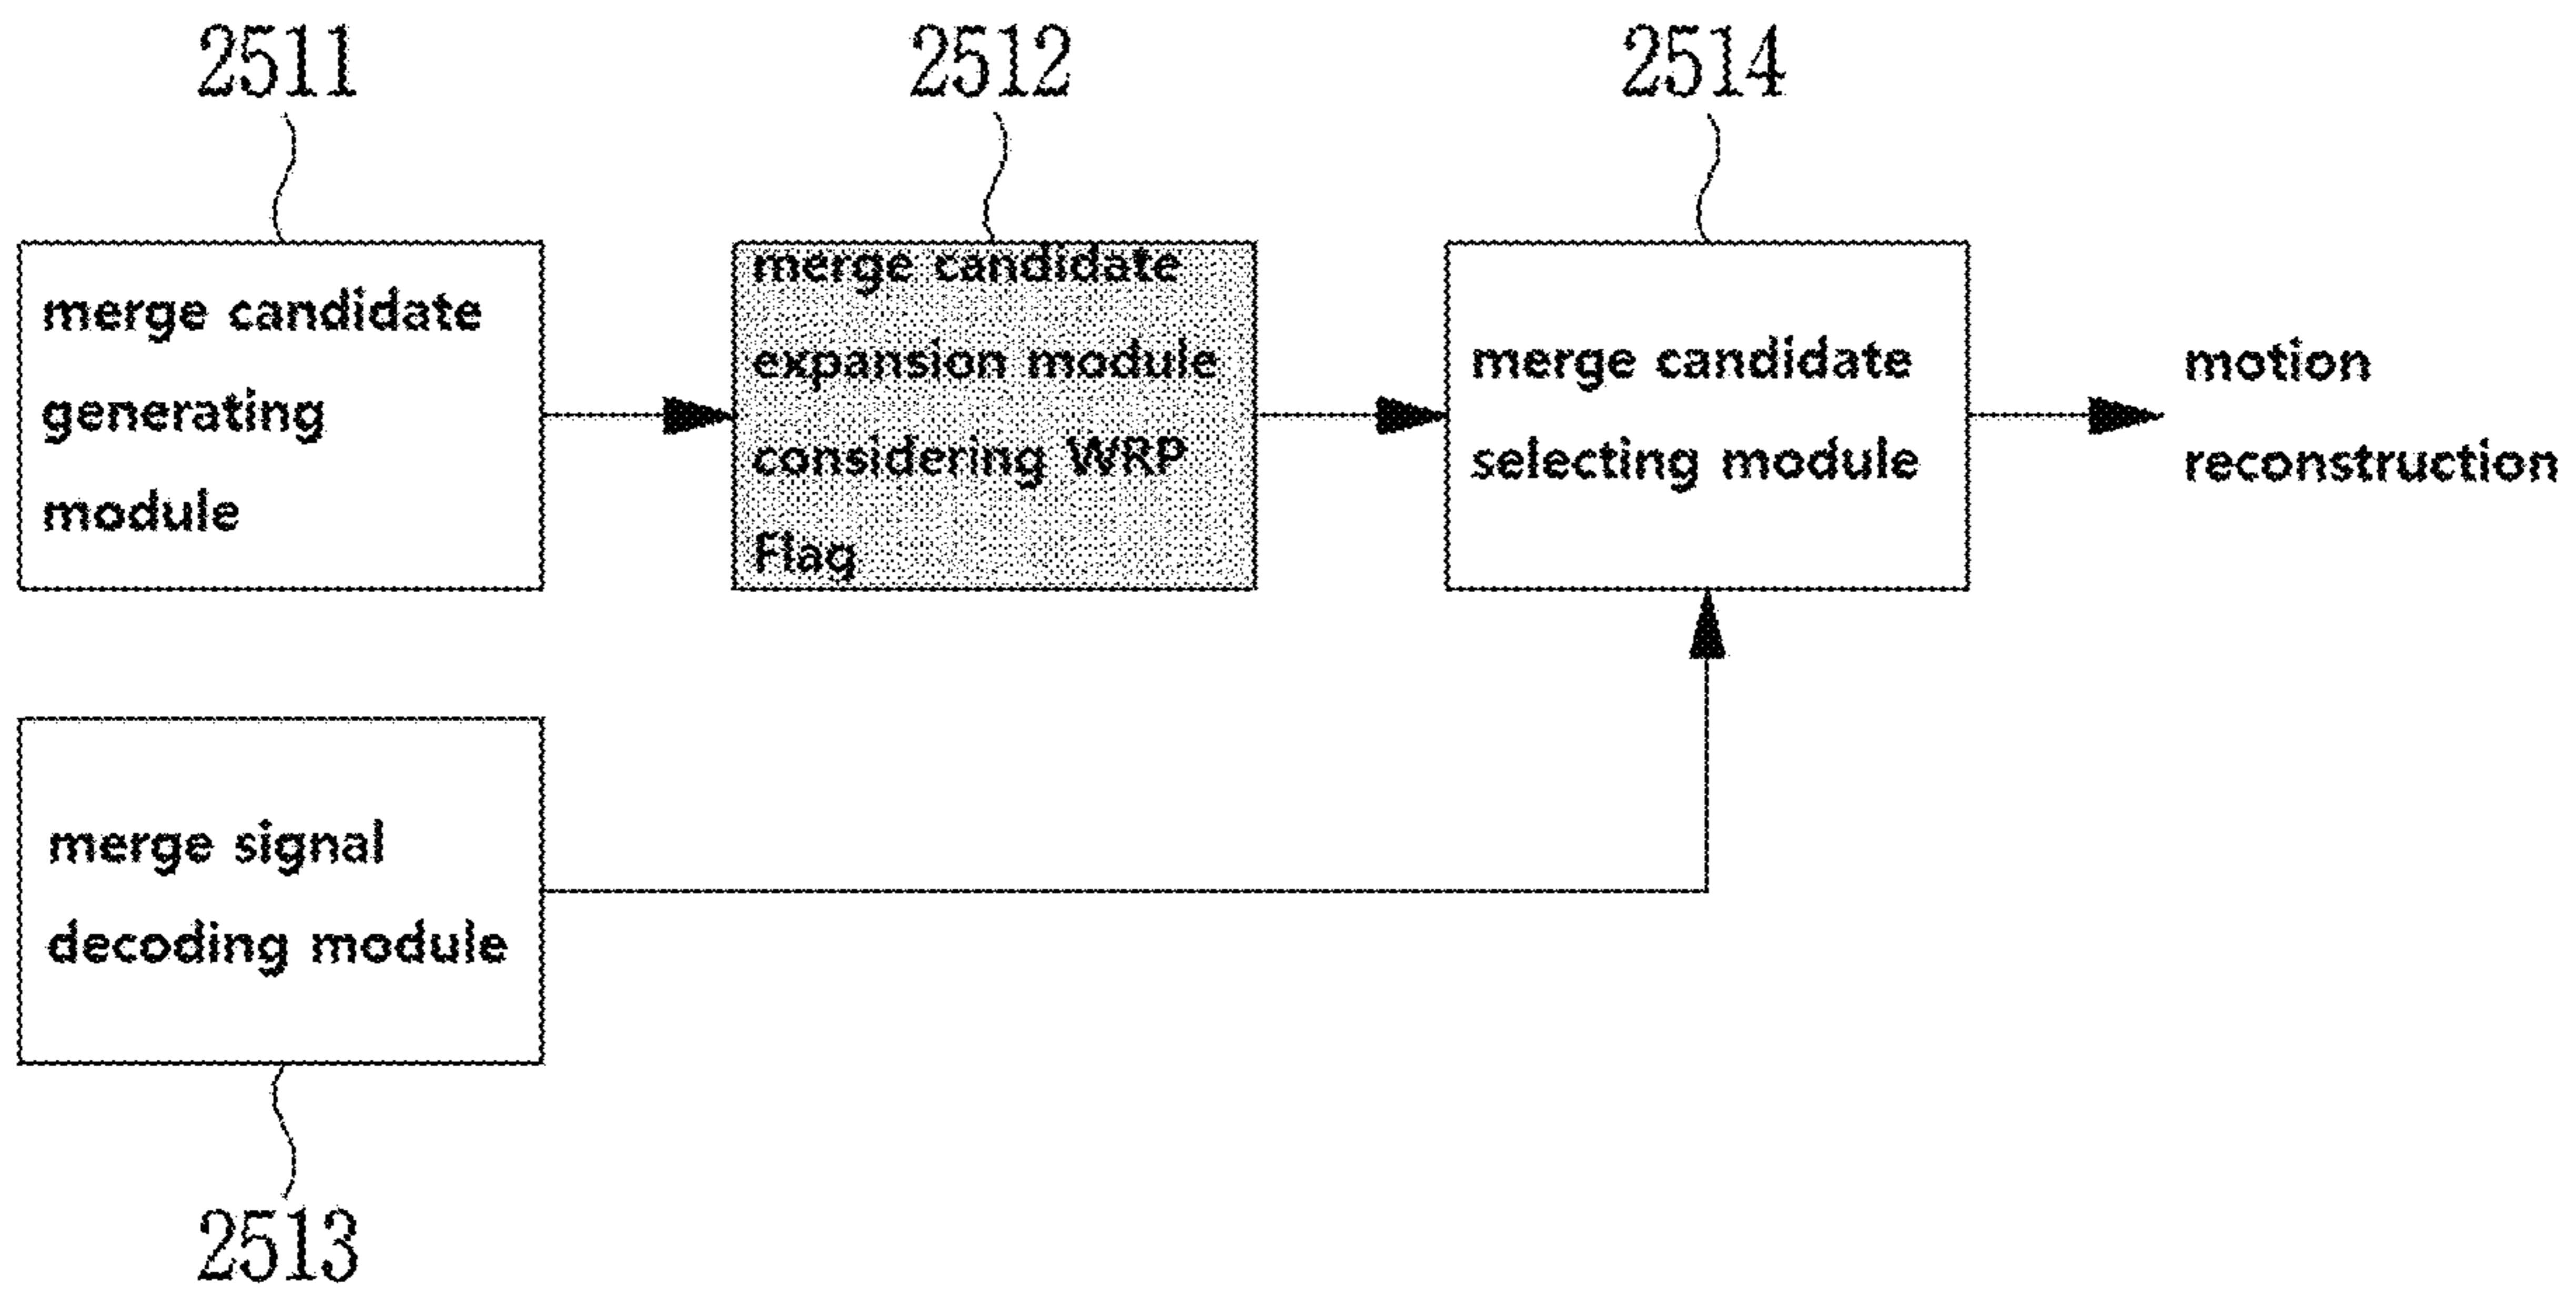 2511
2512
2514
merge candidate
generating
module
merge candidate
expansion module
considering WRP
Flag
merge candidate
selecting module
motion
reconstruction
merge signal
decoding module
2513